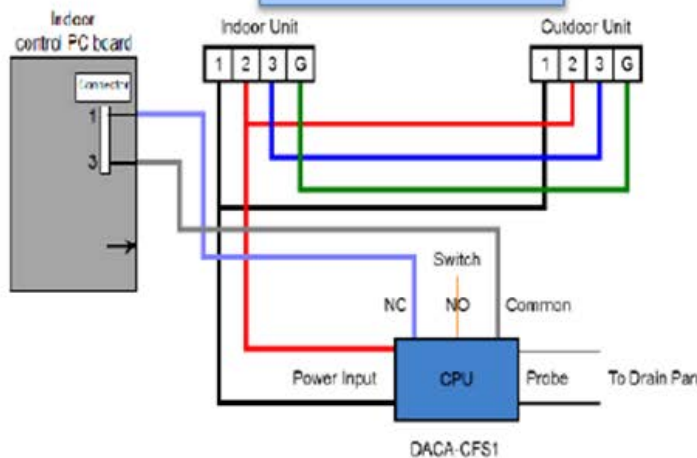 Indoor
control PC board
Connector
1
3
Indoor Unit
1 2 3 G
Outdoor Unit
1 2 3 G
Switch
NC NO Common
Power Input CPU Probe To Drain Pan
DACA-CFS1